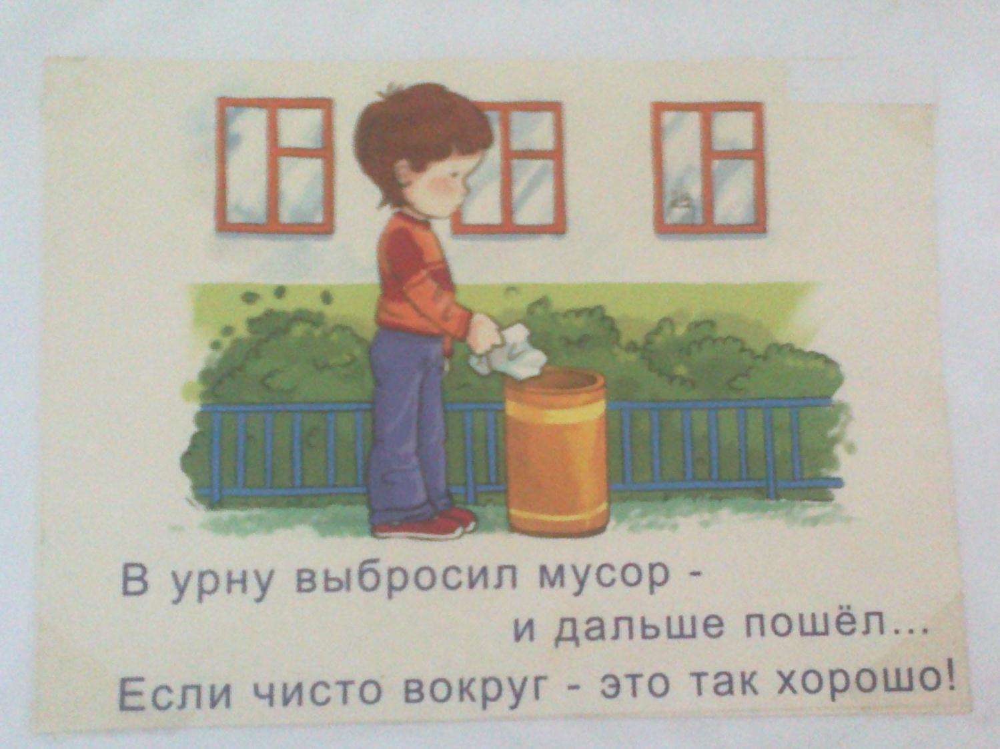 В урну выбросил мусор -
и дальше пошёл...
Если чисто вокруг - это так хорошо!